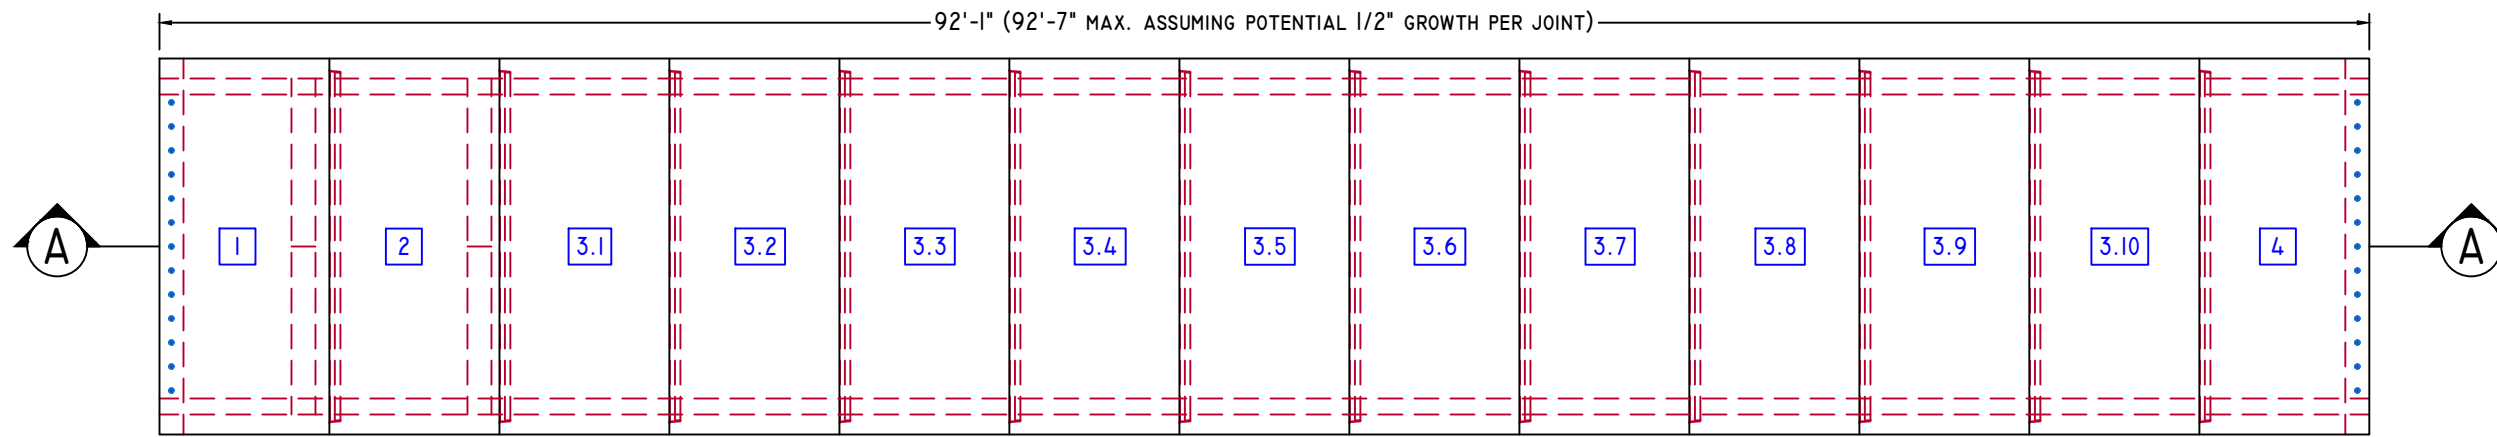 92'-1" (92'-7" MAX. ASSUMING POTENTIAL 1/2" GROWTH PER JOINT)
A 1 2 3.1 3.2 3.3 3.4 3.5 3.6 3.7 3.8 3.9 3.10 4 A